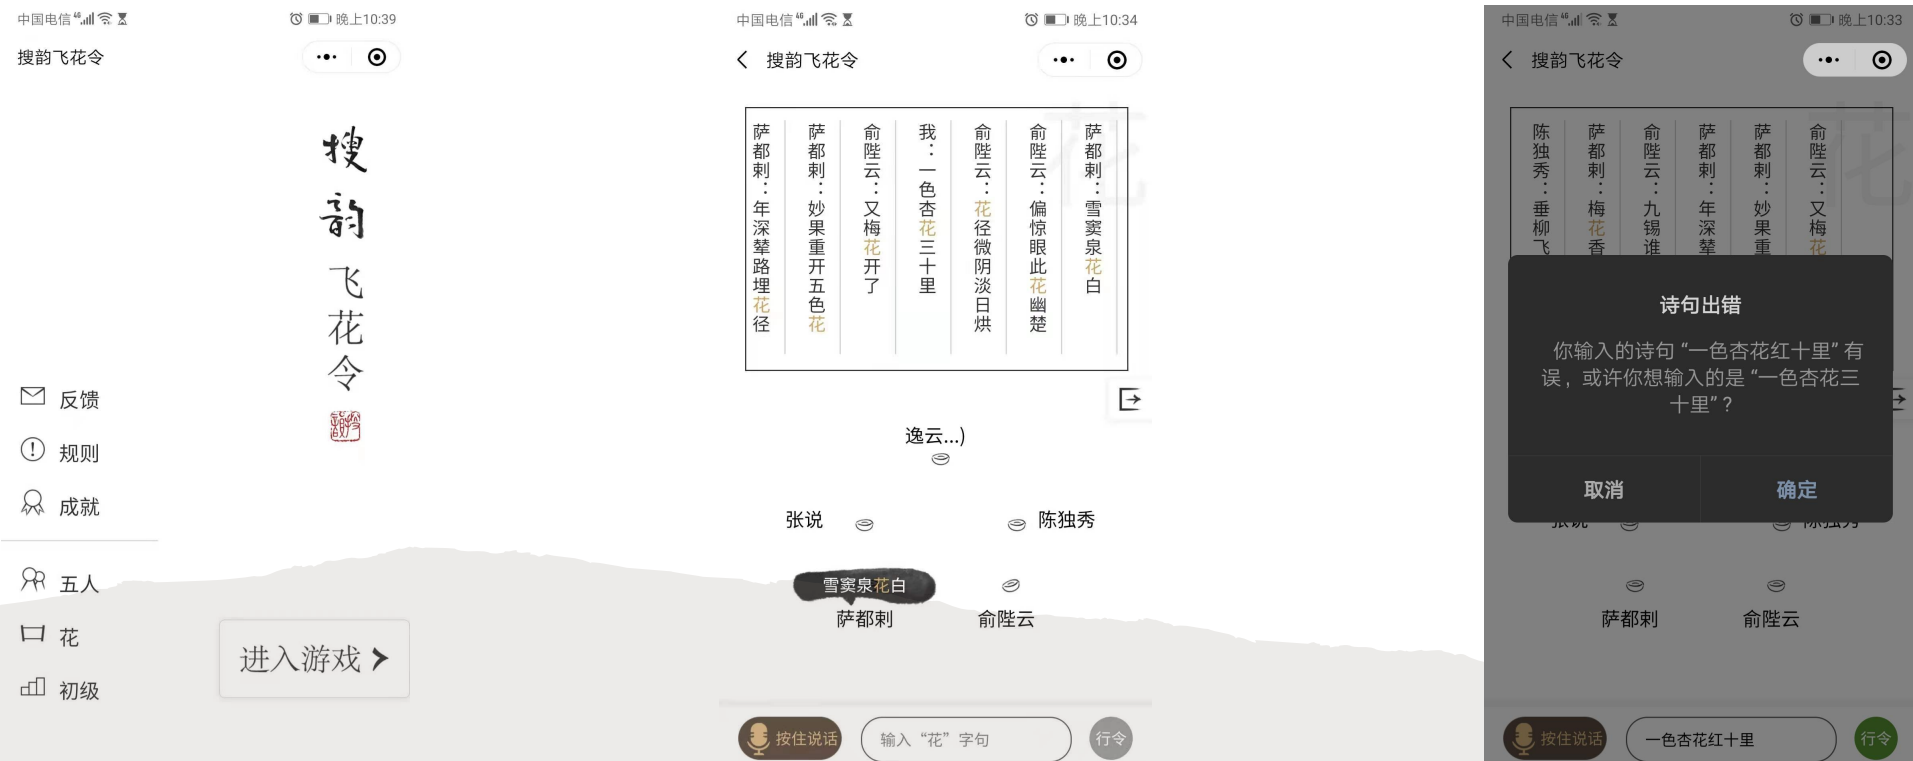 中国电信 晚上10:39
搜韵飞花令
搜韵飞花令
反馈
规则
成就
五人
花
初级
进入游戏
中国电信 晚上10:34
搜韵飞花令
花
萨都剌：雪窦泉花白
俞陛云：偏惊眼此花幽楚
俞陛云：花径微阴淡日烘
我：一色杏花三十里
俞陛云：又梅花开了
萨都剌：妙果重开五色花
萨都剌：年深辇路埋花径
逸云...)
张说
陈独秀
雪窦泉花白
萨都剌
俞陛云
按住说话
输入“花”字句
行令
中国电信 晚上10:33
搜韵飞花令
花
俞陛云：又梅花
萨都剌：妙果重
萨都剌：年深辇
俞陛云：九锡谁
萨都剌：梅花香
陈独秀：垂柳飞
诗句出错
你输入的诗句“一色杏花红十里”有
误，或许你想输入的是“一色杏花三
十里”？
取消
确定
张说
陈独秀
萨都剌
俞陛云
按住说话
一色杏花红十里
行令